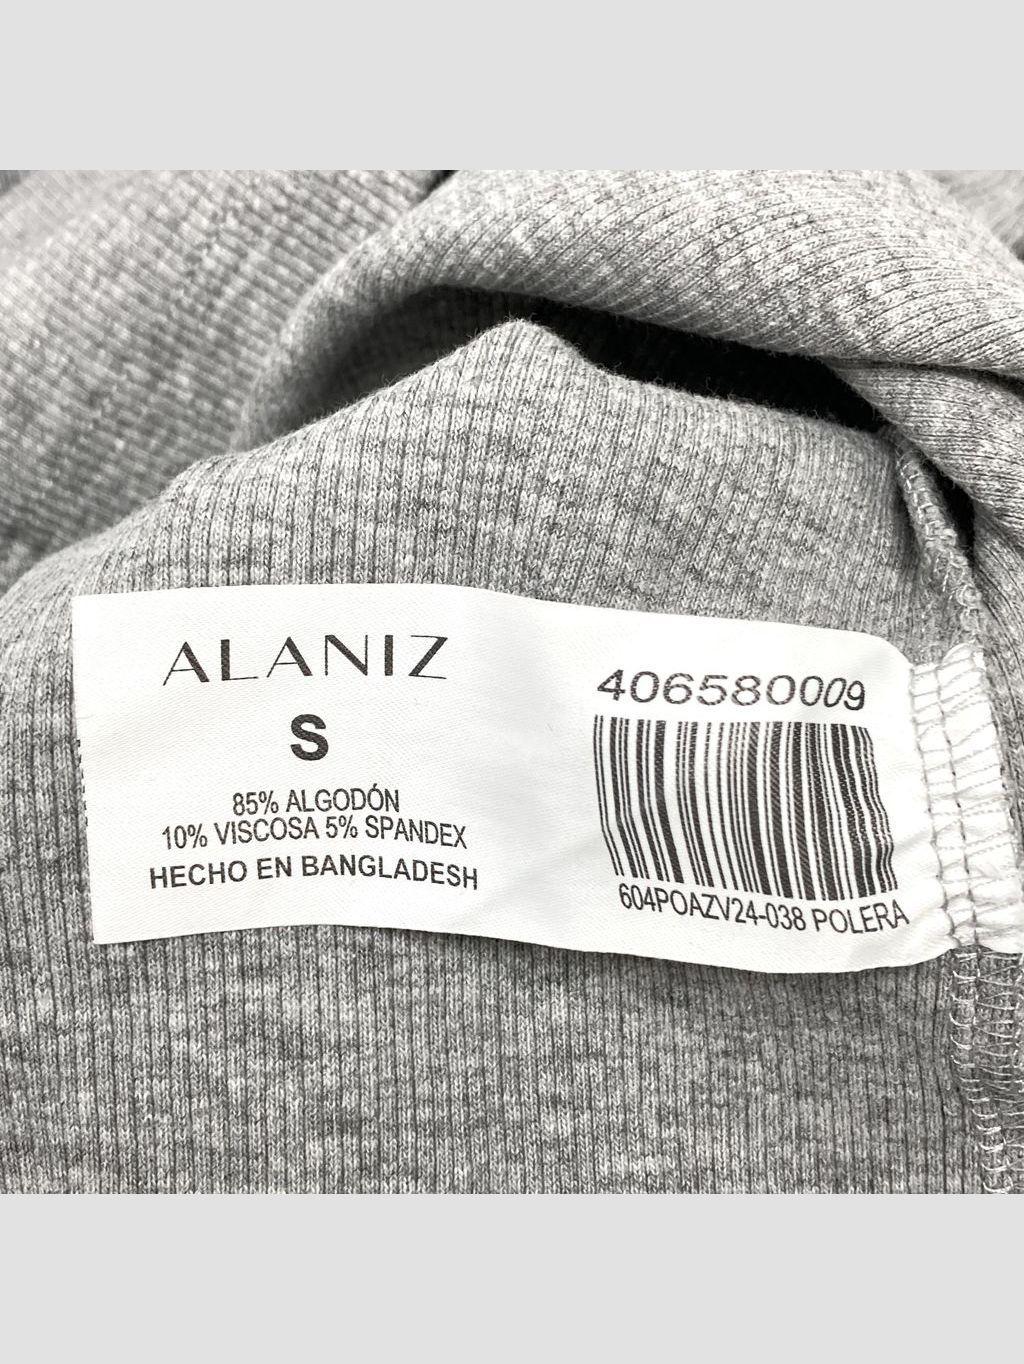 ALANIZ
S
85% ALGODÓN
10% VISCOSA 5% SPANDEX
HECHO EN BANGLADESH
406580009
604POAZV24-038 POLERA